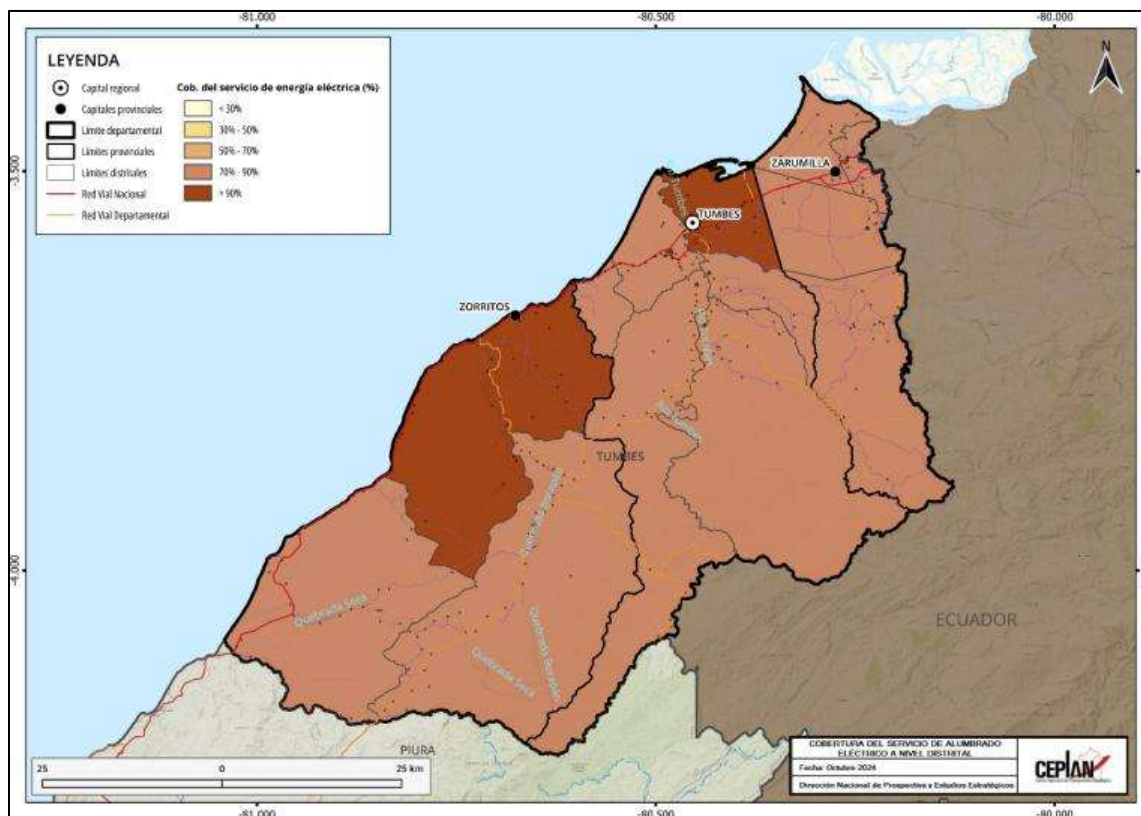 -81.000
-80.500
-80.000
LEYENDA
Capital regional
Capitales provinciales
Límite departamental
Límites provinciales
Límites distritales
Red Vial Nacional
Red Vial Departamental
Cob. del servicio de energía eléctrica (%)
< 30%
30% - 50%
50% - 70%
70% - 90%
> 90%
N
-3.500
ZARUMILLA
TUMBES
ZORRITOS
TUMBES
Quebrada Seca
Quebrada Seca
-4.000
ECUADOR
PIURA
25
0
25 km
COBERTURA DEL SERVICIO DE ALUMBRADO
ELÉCTRICO A NIVEL DISTRITAL
Fecha: Octubre 2024
Dirección Nacional de Prospectiva y Estudios Estratégicos
CEPLAN
-81.000
-80.500
-80.000